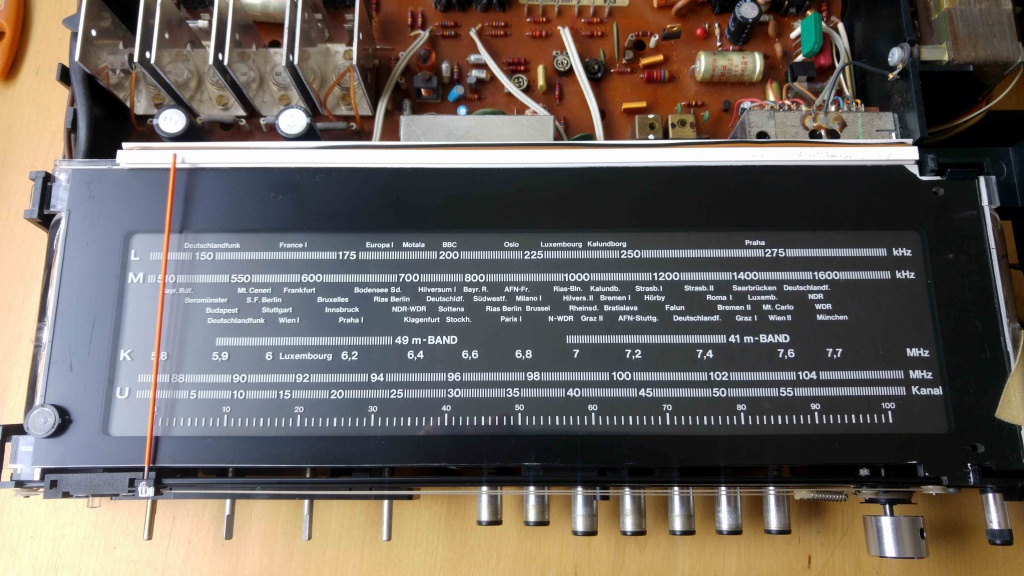 Deutschlandfunk France I Europa I Motala BBC Oslo Luxembourg Kalundborg Praha
L 150 175 200 225 250 275 kHz
M 510 550 600 700 800 1000 1200 1400 1600 kHz
Bayr. Rdf. Mt. Ceneri Frankfurt Bodensee Sd. Hilversum I Bayr. R. AFN-Fr. Rias-Bln. Kalundb. Strasb. I Strasb. II Saarbrücken Deutschlandf.
Beromünster S.F. Berlin Bruxelles Rias Berlin Deutschldf. Südwestf. Milano I Hilvers. II Bremen I Hörby Roma I Luxemb. NDR
Budapest Stuttgart Innsbruck NDR-WDR Sottens Rias Berlin Brussel Rheinsd. Bratislava Falun Bremen II Mt. Carlo WDR
Deutschlandfunk Wien I Praha I Klagenfurt Stockh. Paris I N-WDR Graz II AFN-Stuttg. Deutschlandf. Graz I Wien II München
49 m-BAND 41 m-BAND
K 5,8 5,9 6 Luxembourg 6,2 6,4 6,6 6,8 7 7,2 7,4 7,6 7,7 MHz
88 90 92 94 96 98 100 102 104 MHz
U 5 10 15 20 25 30 35 40 45 50 55 Kanal
10 20 30 40 50 60 70 80 90 100